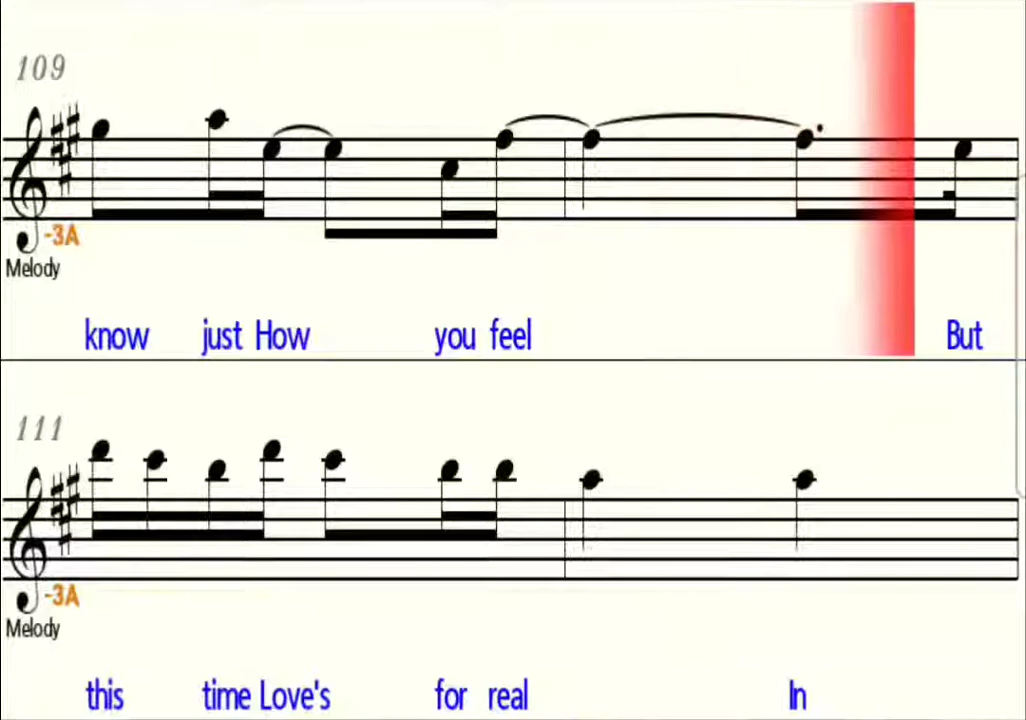 109
-3A
Melody
know just How you feel But
111
-3A
Melody
this time Love's for real In